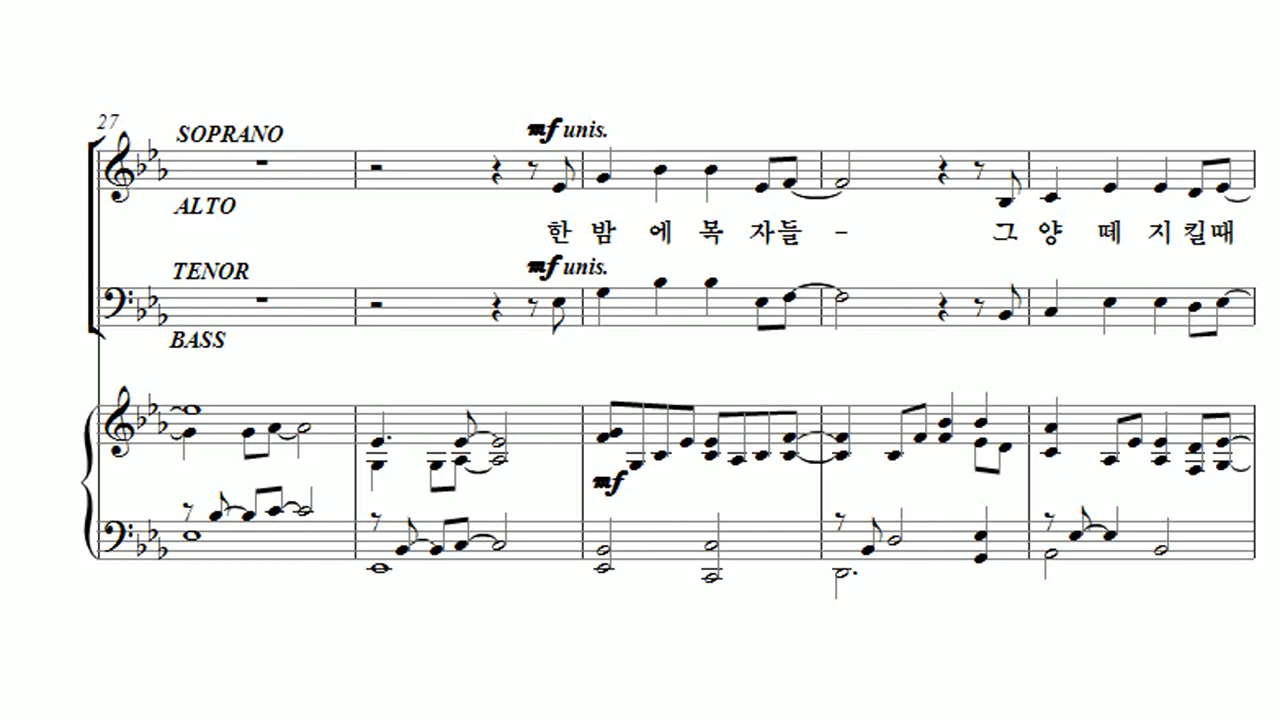 27
SOPRANO
mf unis.
ALTO
한 밤 에 목 자들 - 그 양 떼 지 킬때
TENOR
mf unis.
BASS
mf